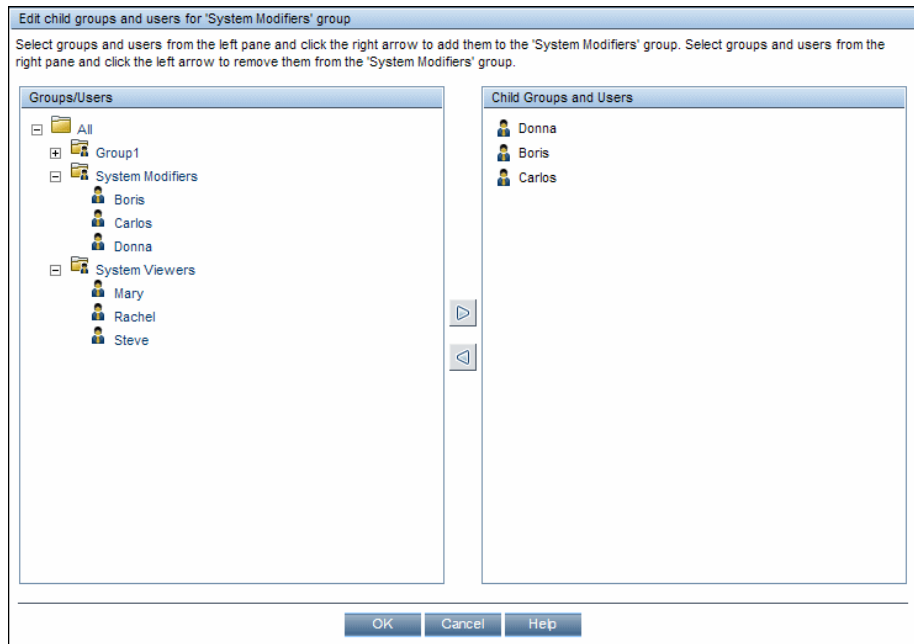 Edit child groups and users for 'System Modifiers' group
Select groups and users from the left pane and click the right arrow to add them to the 'System Modifiers' group. Select groups and users from the
right pane and click the left arrow to remove them from the 'System Modifiers' group.
Groups/Users
All
Group1
System Modifiers
Boris
Carlos
Donna
System Viewers
Mary
Rachel
Steve
Child Groups and Users
Donna
Boris
Carlos
OK
Cancel
Help